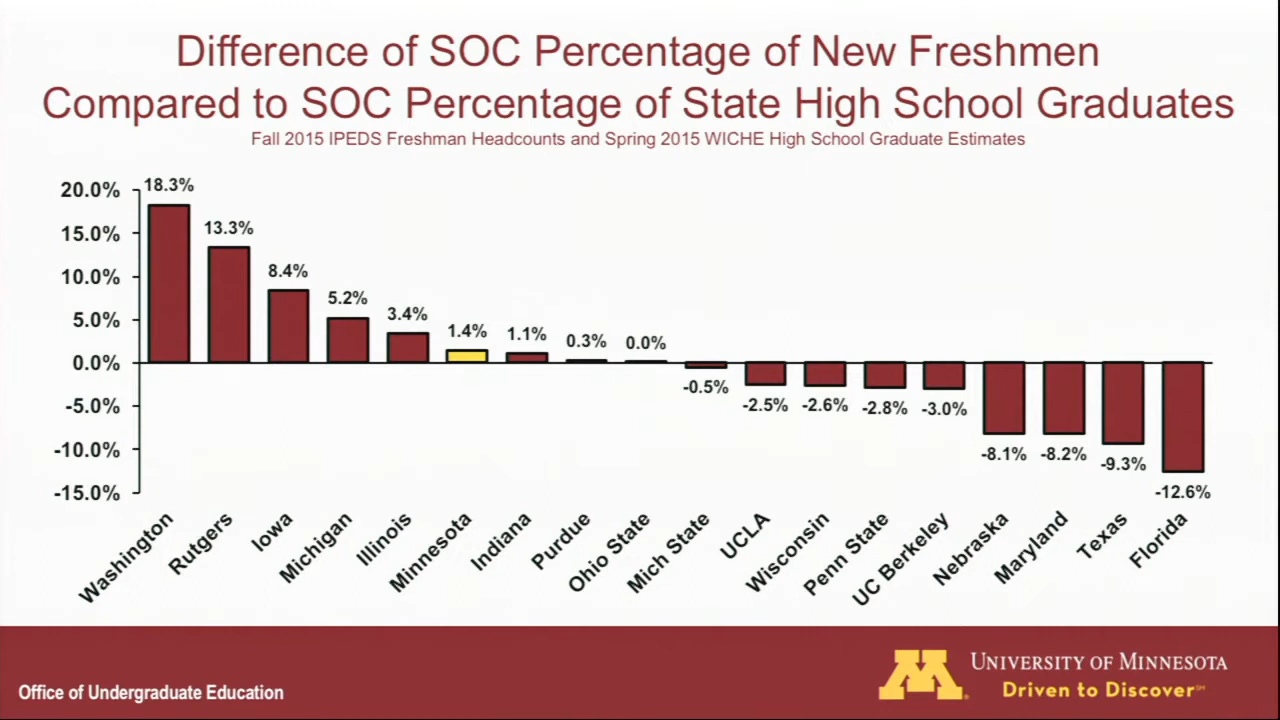 Difference of SOC Percentage of New Freshmen
Compared to SOC Percentage of State High School Graduates
Fall 2015 IPEDS Freshman Headcounts and Spring 2015 WICHE High School Graduate Estimates
20.0%
15.0%
10.0%
5.0%
0.0%
-5.0%
-10.0%
-15.0%
18.3%
13.3%
8.4%
5.2%
3.4%
1.4%
1.1%
0.3%
0.0%
-0.5%
-2.5%
-2.6%
-2.8%
-3.0%
-8.1%
-8.2%
-9.3%
-12.6%
Washington
Rutgers
Iowa
Michigan
Illinois
Minnesota
Indiana
Purdue
Ohio State
Mich State
UCLA
Wisconsin
Penn State
UC Berkeley
Nebraska
Maryland
Texas
Florida
Office of Undergraduate Education
M
UNIVERSITY OF MINNESOTA
Driven to Discover℠